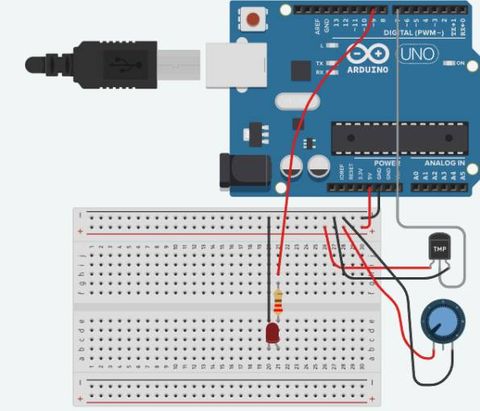 AREF
GND
13
12
~11
~10
~9
8
7
~6
~5
4
~3
2
TX→1
RX←0
DIGITAL (PWM~)
L
TX
RX
UNO
ON
ARDUINO
IOREF
RESET
3.3V
5V
GND
GND
POWER
ANALOG IN
A0
A1
A2
A3
A4
A5
TMP
a b c d e
f g h i j